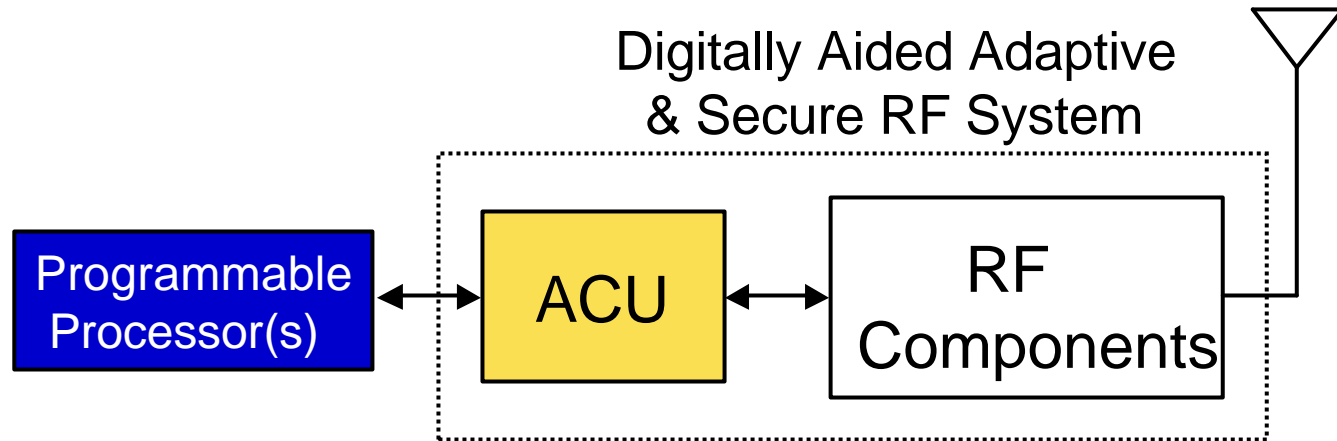 Digitally Aided Adaptive
& Secure RF System
Programmable
Processor(s)
ACU
RF
Components